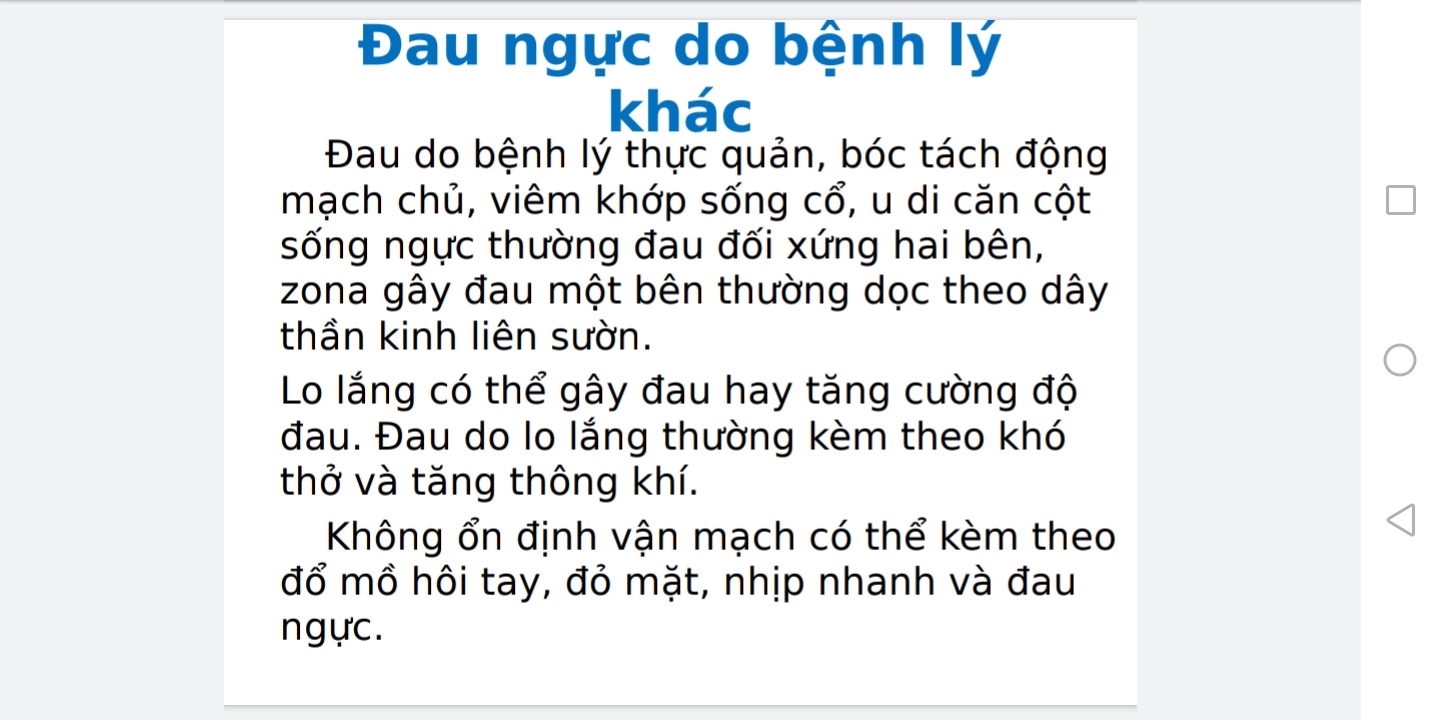 Đau ngực do bệnh lý
khác
Đau do bệnh lý thực quản, bóc tách động
mạch chủ, viêm khớp sống cổ, u di căn cột
sống ngực thường đau đối xứng hai bên,
zona gây đau một bên thường dọc theo dây
thần kinh liên sườn.
Lo lắng có thể gây đau hay tăng cường độ
đau. Đau do lo lắng thường kèm theo khó
thở và tăng thông khí.
Không ổn định vận mạch có thể kèm theo
đổ mồ hôi tay, đỏ mặt, nhịp nhanh và đau
ngực.